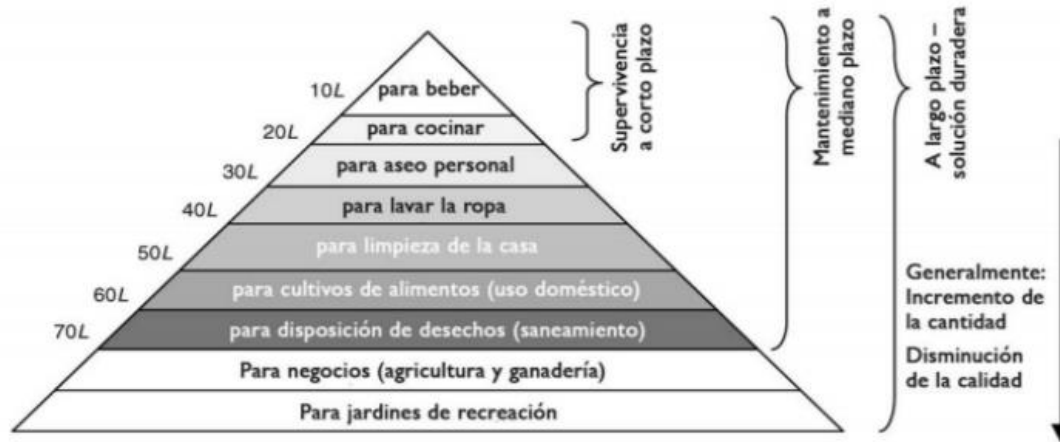 10L para beber
20L para cocinar
30L para aseo personal
40L para lavar la ropa
50L para limpieza de la casa
60L para cultivos de alimentos (uso doméstico)
70L para disposición de desechos (saneamiento)
Para negocios (agricultura y ganadería)
Para jardines de recreación
Supervivencia
a corto plazo
Mantenimiento a
mediano plazo
A largo plazo –
solución duradera
Generalmente:
Incremento de
la cantidad
Disminución
de la calidad